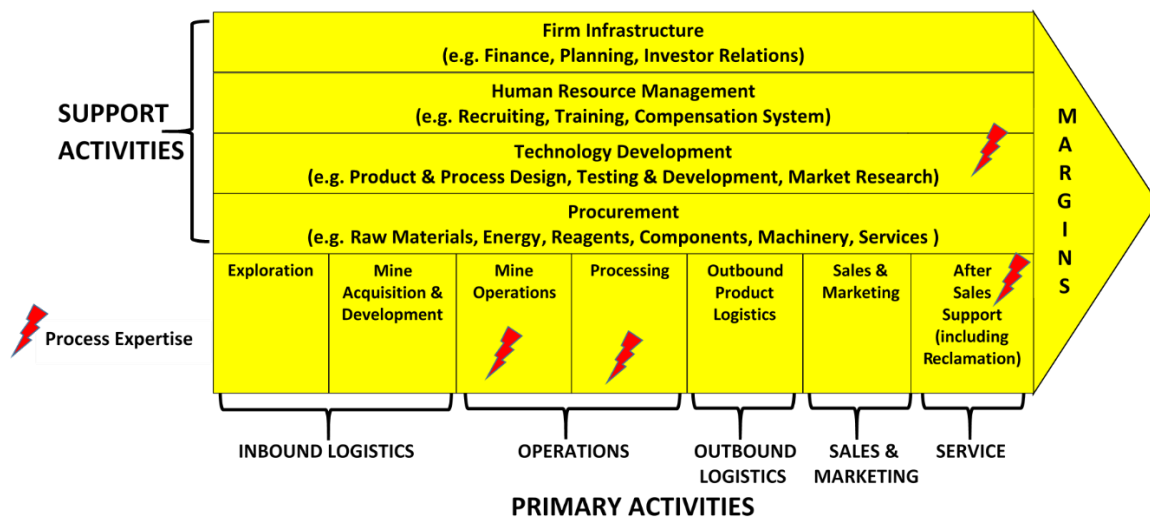 Firm Infrastructure
(e.g. Finance, Planning, Investor Relations)
Human Resource Management
(e.g. Recruiting, Training, Compensation System)
SUPPORT
ACTIVITIES
Technology Development
(e.g. Product & Process Design, Testing & Development, Market Research)
Procurement
(e.g. Raw Materials, Energy, Reagents, Components, Machinery, Services )
MARGINS
Exploration
Mine
Acquisition &
Development
Mine
Operations
Processing
Outbound
Product
Logistics
Sales &
Marketing
After
Sales
Support
(including
Reclamation)
Process Expertise
INBOUND LOGISTICS
OPERATIONS
OUTBOUND
LOGISTICS
SALES &
MARKETING
SERVICE
PRIMARY ACTIVITIES